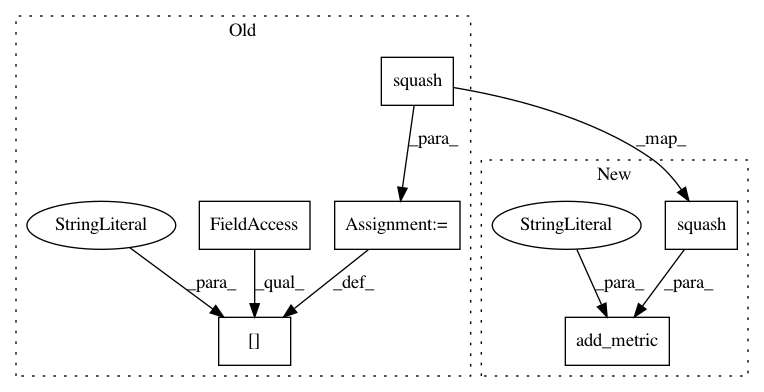 Old
squash
_para_
_map_
New
StringLiteral
FieldAccess
Assignment:=
StringLiteral
squash
_para_
_qual_
_def_
_para_
_para_
[]
add_metric